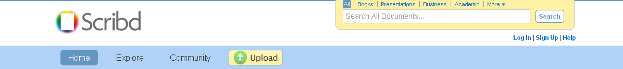 All | Books | Presentations | Business | Academic | More
Scribd
Search All Documents... Search
Log In | Sign Up | Help
Home Explore Community Upload